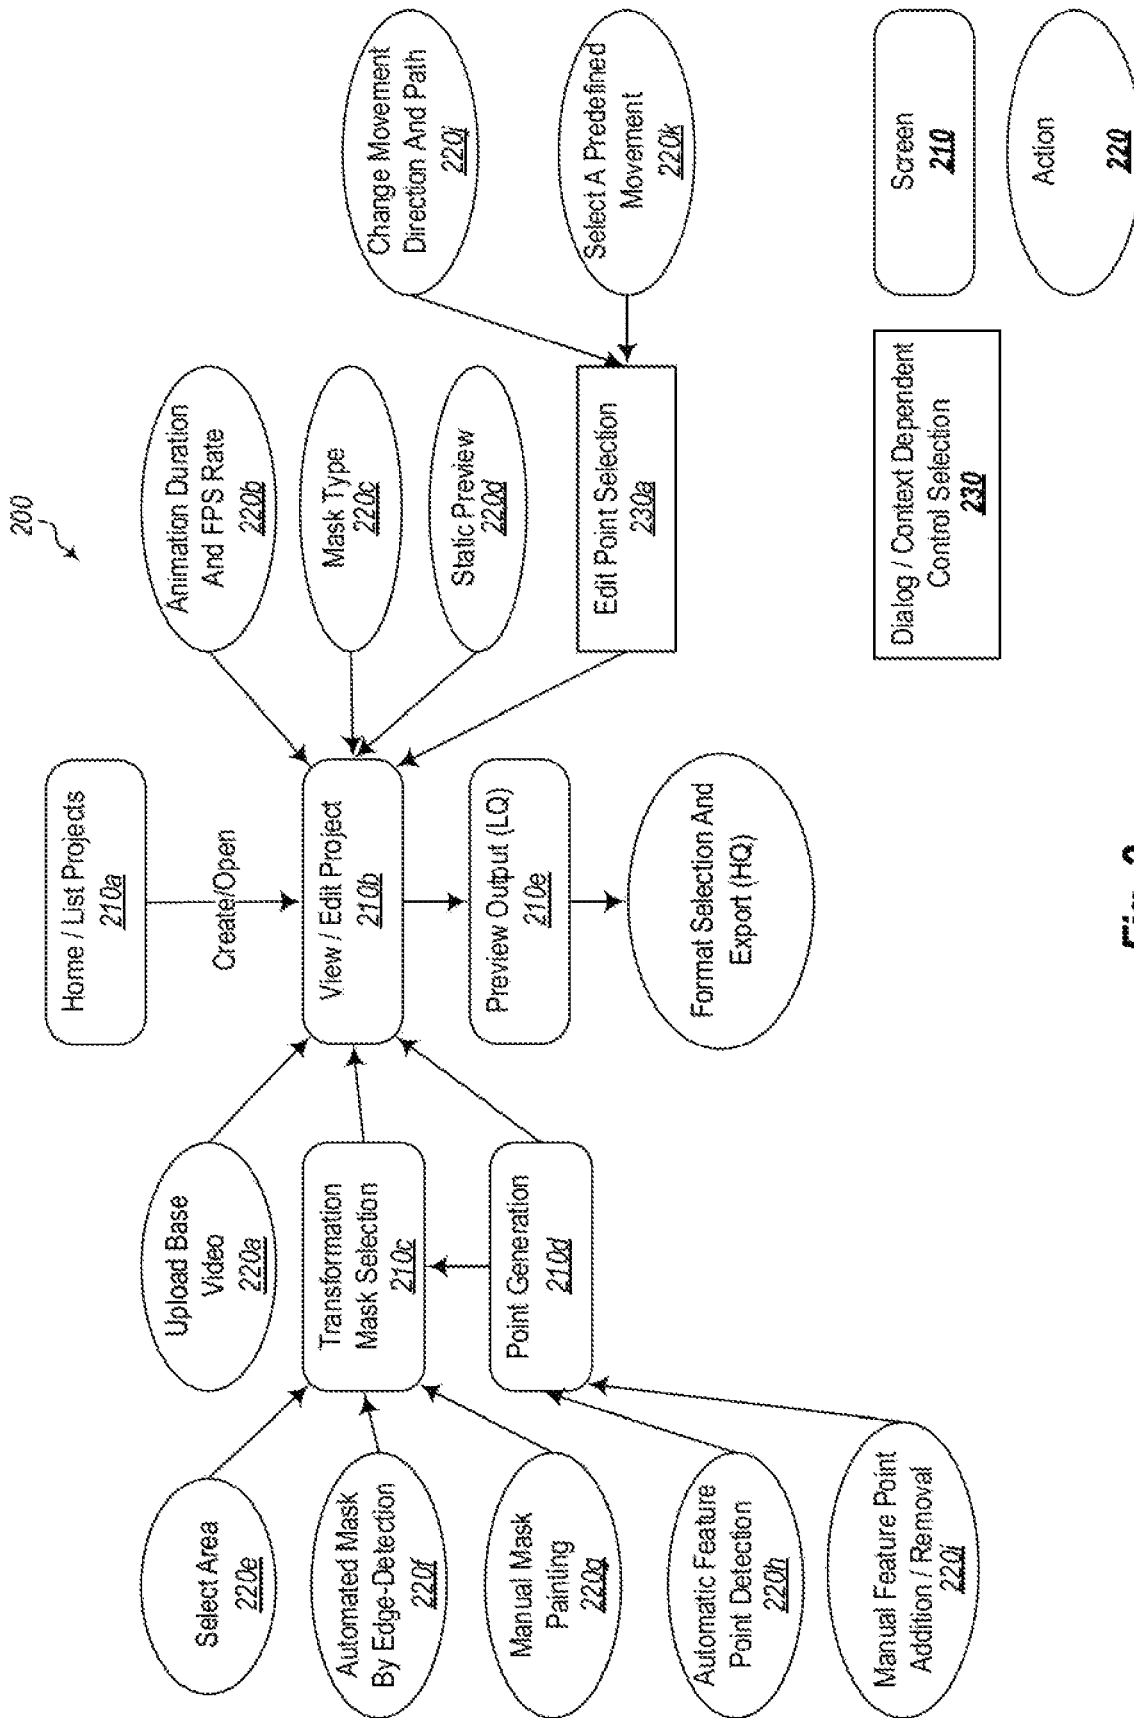 200
Home / List Projects
210a
Create/Open
Upload Base
Video
220a
Animation Duration
And FPS Rate
220b
Select Area
220e
Transformation
Mask Selection
210c
View / Edit Project
210b
Mask Type
220c
Automated Mask
By Edge-Detection
220f
Static Preview
220d
Change Movement
Direction And Path
220j
Manual Mask
Painting
220g
Point Generation
210d
Preview Output (LQ)
210e
Edit Point Selection
230a
Select A Predefined
Movement
220k
Automatic Feature
Point Detection
220h
Format Selection And
Export (HQ)
Manual Feature Point
Addition / Removal
220i
Dialog / Context Dependent
Control Selection
230
Screen
210
Action
220